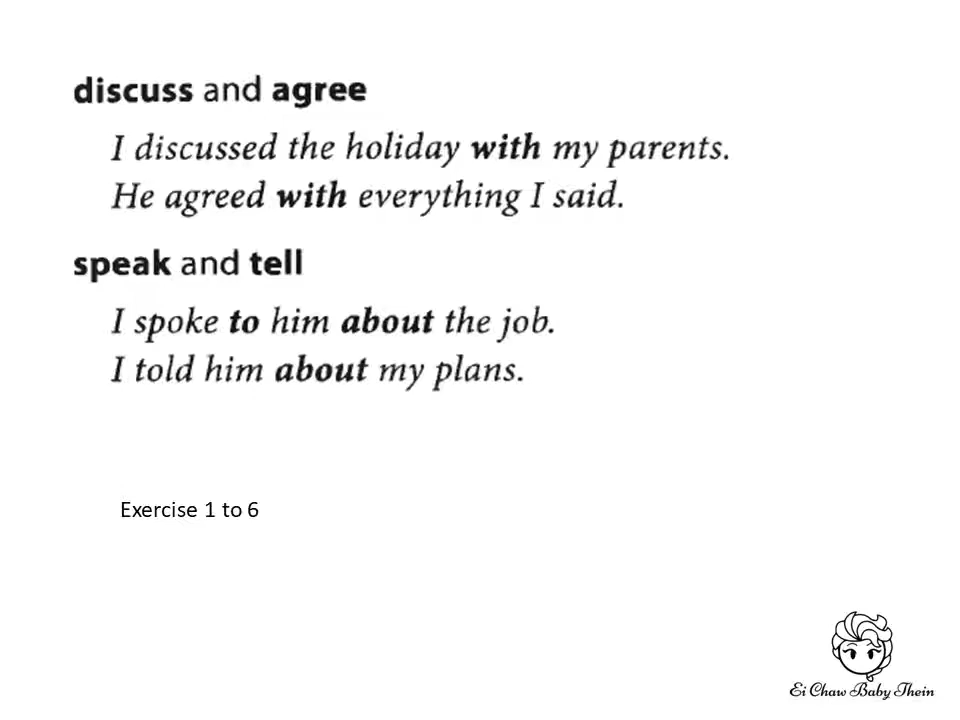 discuss and agree
I discussed the holiday with my parents.
He agreed with everything I said.
speak and tell
I spoke to him about the job.
I told him about my plans.
Exercise 1 to 6
Ei Chaw Baby Thein